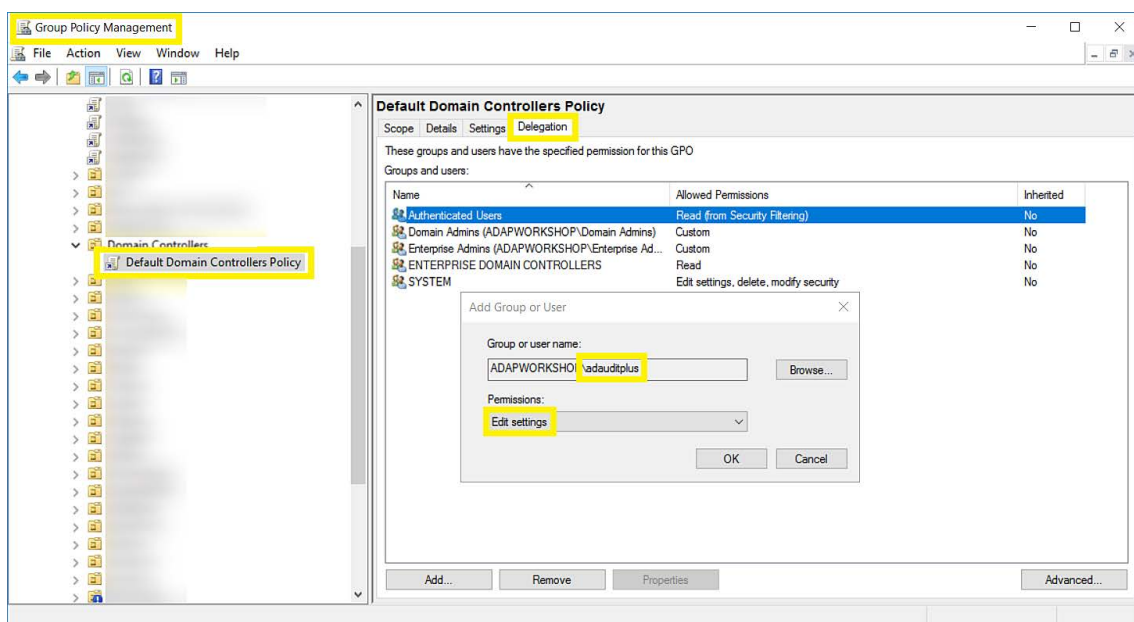 Group Policy Management
File Action View Window Help
Domain Controllers
Default Domain Controllers Policy
Default Domain Controllers Policy
Scope Details Settings Delegation
These groups and users have the specified permission for this GPO
Groups and users:
Name Allowed Permissions Inherited
Authenticated Users Read (from Security Filtering) No
Domain Admins (ADAPWORKSHOP\Domain Admins) Custom No
Enterprise Admins (ADAPWORKSHOP\Enterprise Ad... Custom No
ENTERPRISE DOMAIN CONTROLLERS Read No
SYSTEM Edit settings, delete, modify security No
Add Group or User
Group or user name:
ADAPWORKSHOP\adauditplus Browse...
Permissions:
Edit settings
OK Cancel
Add... Remove Properties Advanced...